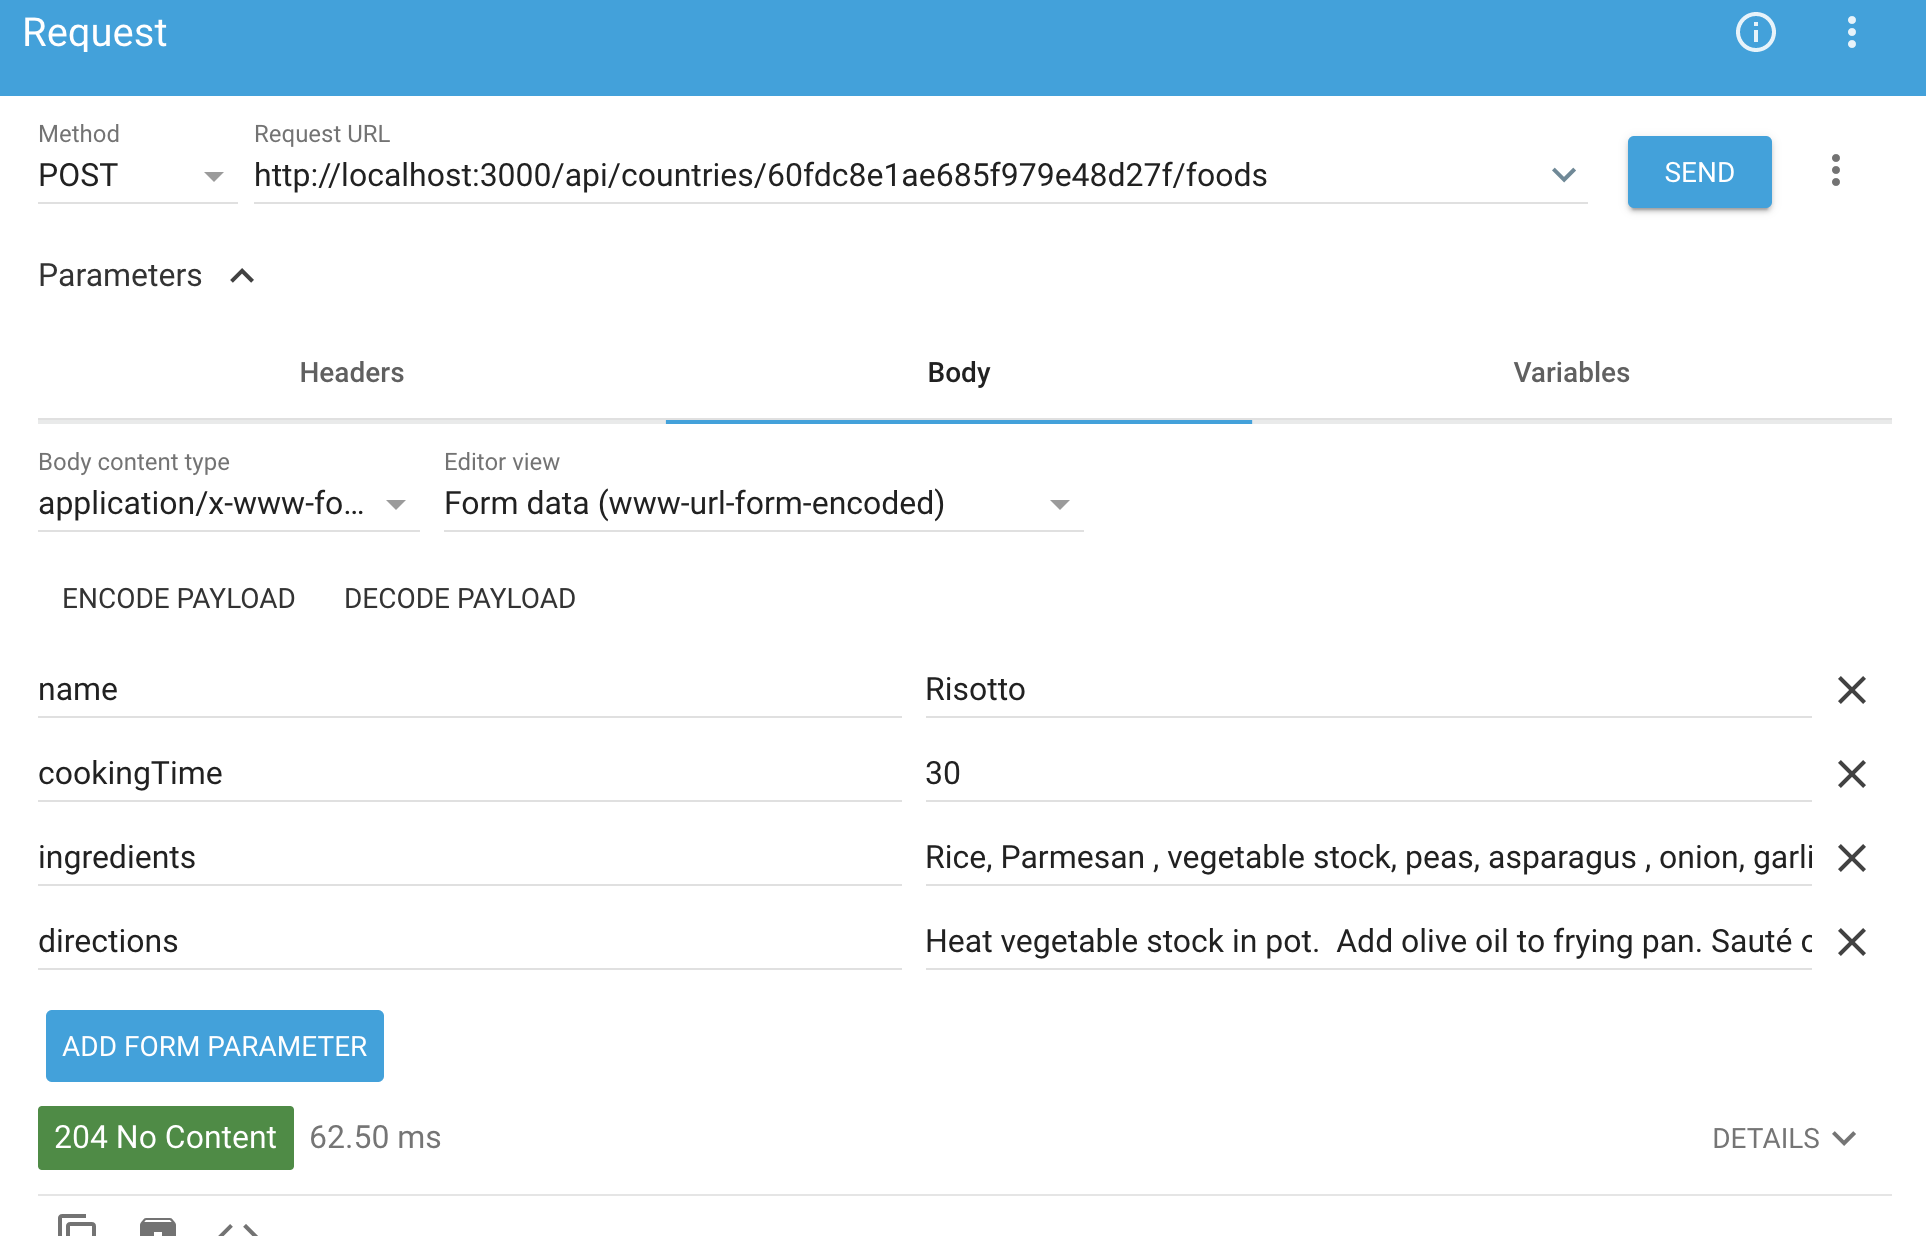 Request
Method
Request URL
POST
http://localhost:3000/api/countries/60fdc8e1ae685f979e48d27f/foods
SEND
Parameters
Headers
Body
Variables
Body content type
Editor view
application/x-www-fo...
Form data (www-url-form-encoded)
ENCODE PAYLOAD
DECODE PAYLOAD
name
Risotto
cookingTime
30
ingredients
Rice, Parmesan , vegetable stock, peas, asparagus , onion, garli
directions
Heat vegetable stock in pot.  Add olive oil to frying pan. Sauté
ADD FORM PARAMETER
204 No Content
62.50 ms
DETAILS